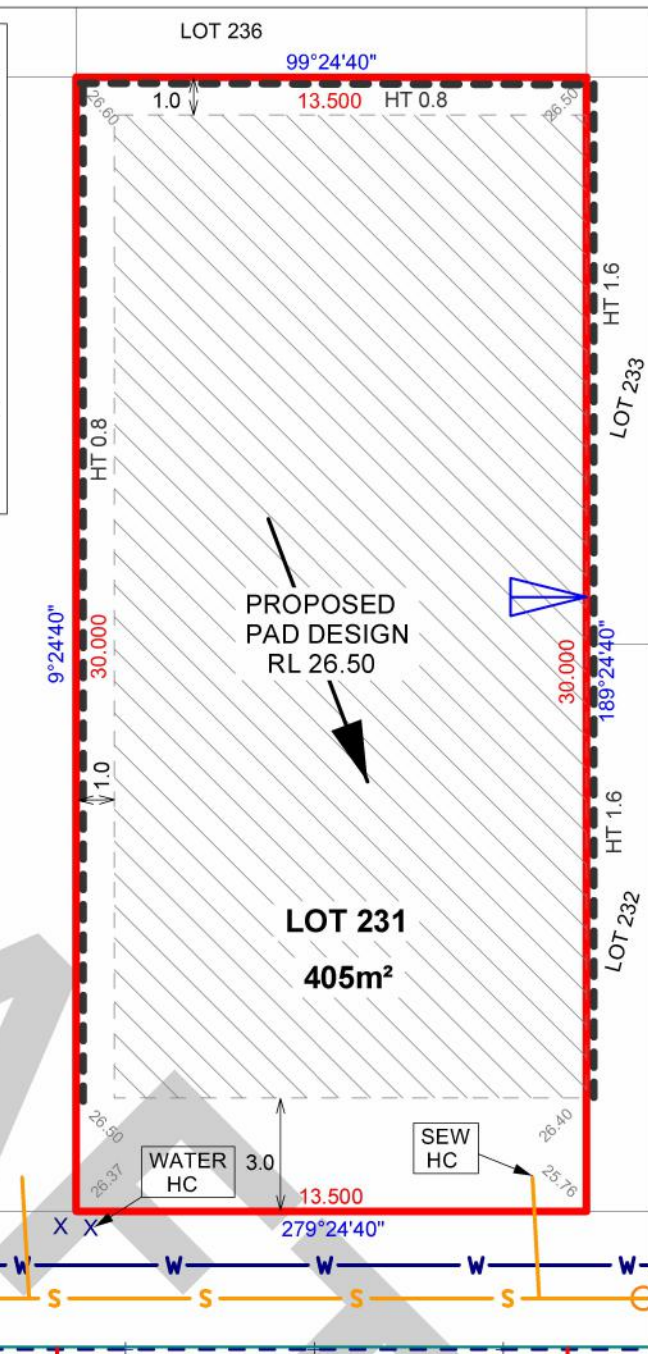 LOT 236
99°24'40"
26.60
1.0
13.500
HT 0.8
26.50
HT 1.6
LOT 233
HT 0.8
PROPOSED
PAD DESIGN
RL 26.50
9°24'40"
30.000
30.000
189°24'40"
1.0
HT 1.6
LOT 231
405m²
LOT 232
26.50
26.40
26.37
WATER
HC
3.0
SEW
HC
25.76
13.500
X X
279°24'40"
W W W W W
S S S S